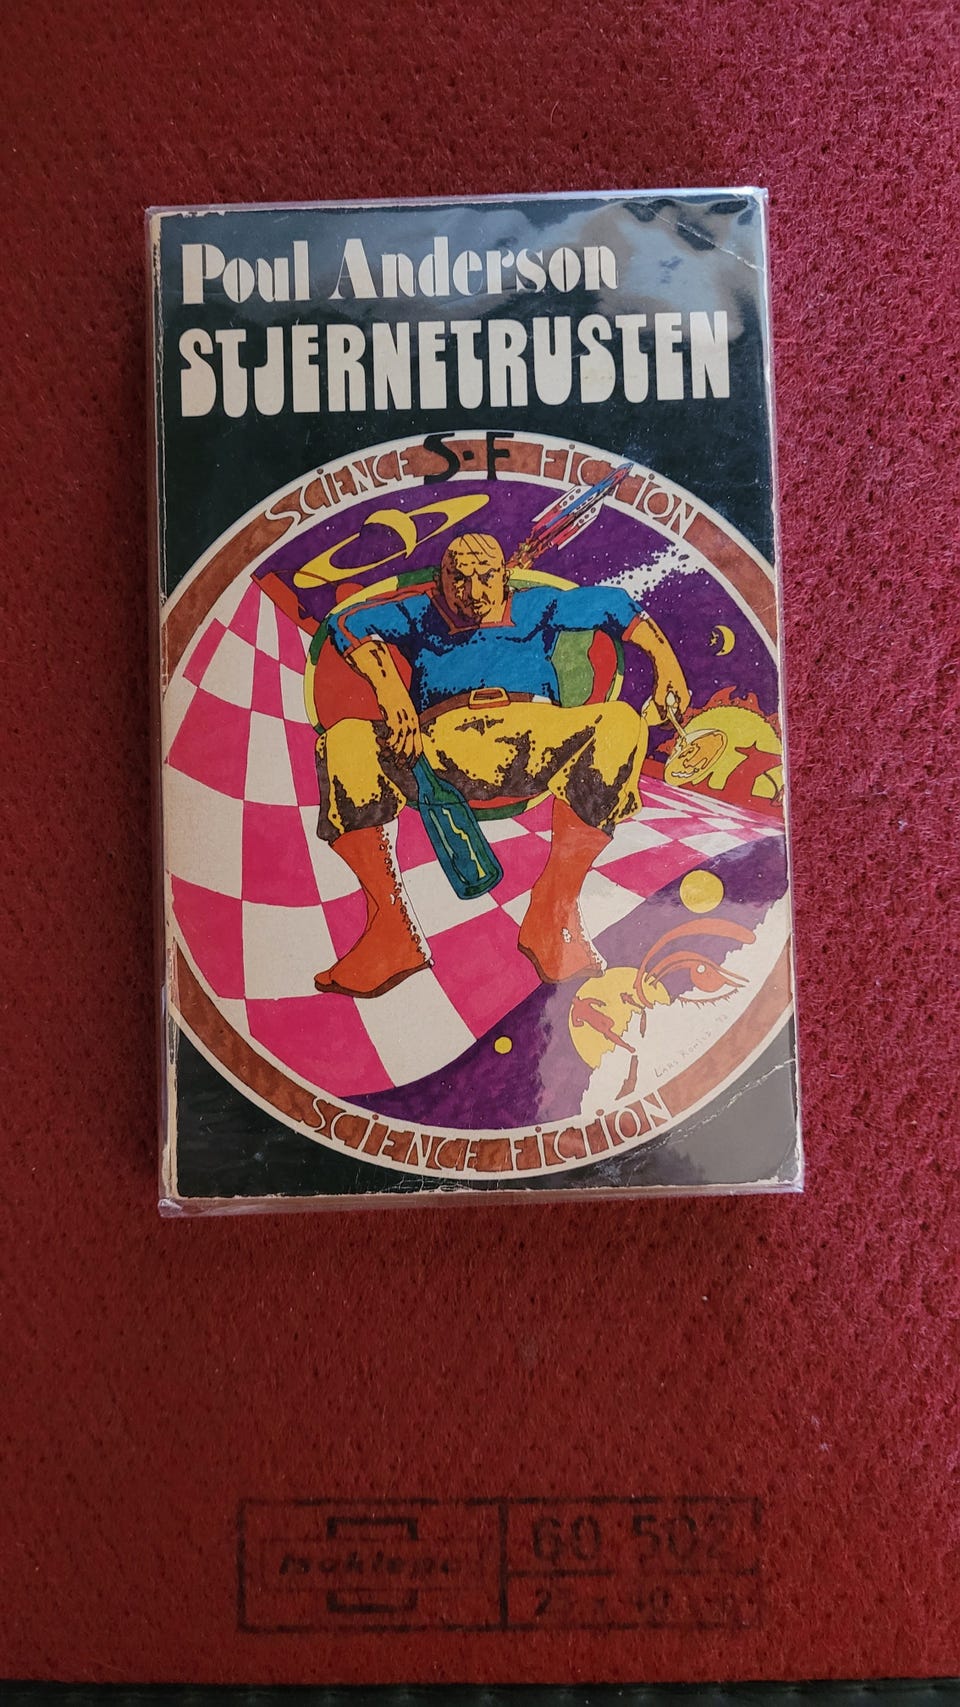 Poul Anderson
STJERNETRUSTEN
SCIENCE S·F FICTION
SCIENCE FICTION
60 502